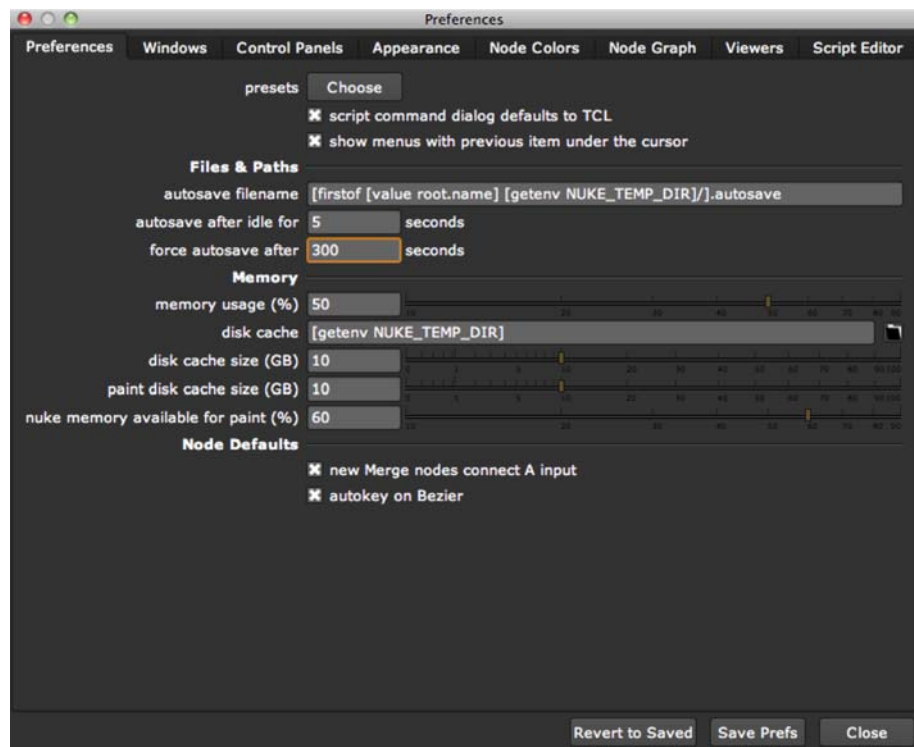 Preferences
Preferences Windows Control Panels Appearance Node Colors Node Graph Viewers Script Editor
presets Choose
script command dialog defaults to TCL
show menus with previous item under the cursor
Files & Paths
autosave filename [firstof [value root.name] [getenv NUKE_TEMP_DIR]/].autosave
autosave after idle for 5 seconds
force autosave after 300 seconds
Memory
memory usage (%) 50
disk cache [getenv NUKE_TEMP_DIR]
disk cache size (GB) 10
paint disk cache size (GB) 10
nuke memory available for paint (%) 60
Node Defaults
new Merge nodes connect A input
autokey on Bezier
Revert to Saved Save Prefs Close